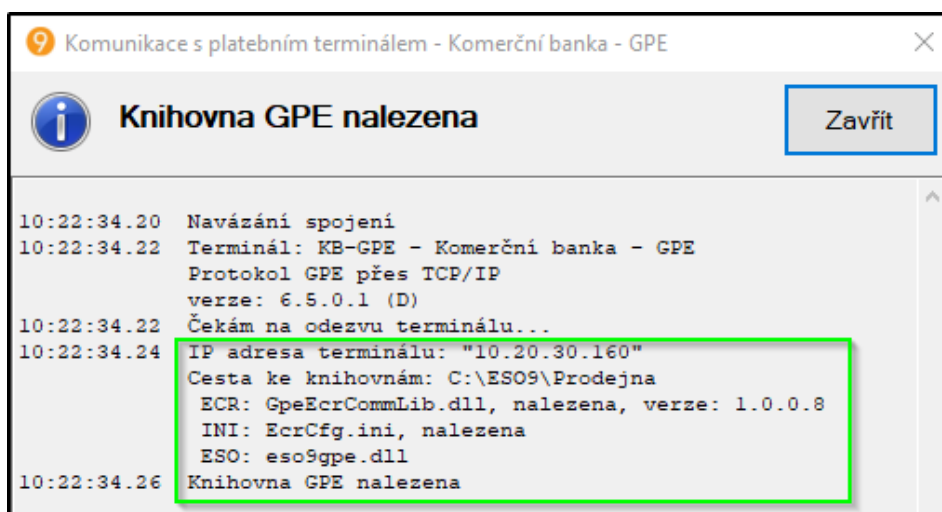 9 Komunikace s platebním terminálem - Komerční banka - GPE
Knihovna GPE nalezena
Zavřít
10:22:34.20 Navázání spojení
10:22:34.22 Terminál: KB-GPE - Komerční banka - GPE
Protokol GPE přes TCP/IP
verze: 6.5.0.1 (D)
10:22:34.22 Čekám na odezvu terminálu...
10:22:34.24 IP adresa terminálu: "10.20.30.160"
Cesta ke knihovnám: C:\ESO9\Prodejna
ECR: GpeEcrCommLib.dll, nalezena, verze: 1.0.0.8
INI: EcrCfg.ini, nalezena
ESO: eso9gpe.dll
10:22:34.26 Knihovna GPE nalezena